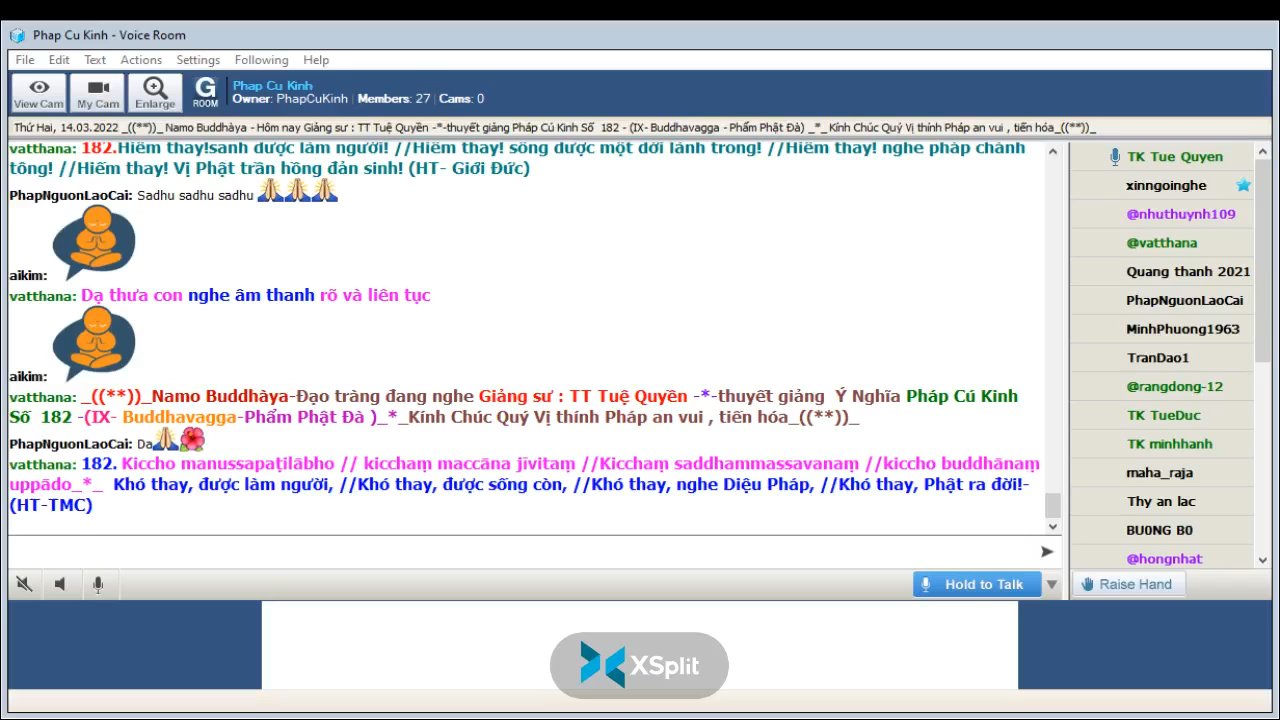 Phap Cu Kinh - Voice Room
File Edit Text Actions Settings Following Help
View Cam My Cam Enlarge G ROOM
Phap Cu Kinh
Owner: PhapCuKinh | Members: 27 | Cams: 0
Thứ Hai, 14.03.2022 _((**))_ Namo Buddhàya - Hôm nay Giảng sư : TT Tuệ Quyền -*-thuyết giảng Pháp Cú Kinh Số 182 - (IX- Buddhavagga - Phẩm Phật Đà) _*_ Kính Chúc Quý Vị thính Pháp an vui , tiến hóa_((**))_
vatthana: 182.Hiếm thay!sanh được làm người! //Hiếm thay! sống được một đời lành trong! //Hiếm thay! nghe pháp chánh
tông! //Hiếm thay! Vị Phật trần hồng đản sinh! (HT- Giới Đức)
PhapNguonLaoCai: Sadhu sadhu sadhu
aikim:
vatthana: Dạ thưa con nghe âm thanh rõ và liên tục
aikim:
vatthana: _((**))_Namo Buddhàya-Đạo tràng đang nghe Giảng sư : TT Tuệ Quyền -*-thuyết giảng Ý Nghĩa Pháp Cú Kinh
Số 182 -(IX- Buddhavagga-Phẩm Phật Đà )_*_Kính Chúc Quý Vị thính Pháp an vui , tiến hóa_((**))_
PhapNguonLaoCai: Da
vatthana: 182. Kiccho manussapaṭilābho // kicchaṃ maccāna jīvitaṃ //Kicchaṃ saddhammassavanaṃ //kiccho buddhānaṃ
uppādo_*_ Khó thay, được làm người, //Khó thay, được sống còn, //Khó thay, nghe Diệu Pháp, //Khó thay, Phật ra đời!-
(HT-TMC)
TK Tue Quyen
xinngoinghe
@nhuthuynh109
@vatthana
Quang thanh 2021
PhapNguonLaoCai
MinhPhuong1963
TranDao1
@rangdong-12
TK TueDuc
TK minhhanh
maha_raja
Thy an lac
BU0NG B0
@hongnhat
Hold to Talk
Raise Hand
XSplit